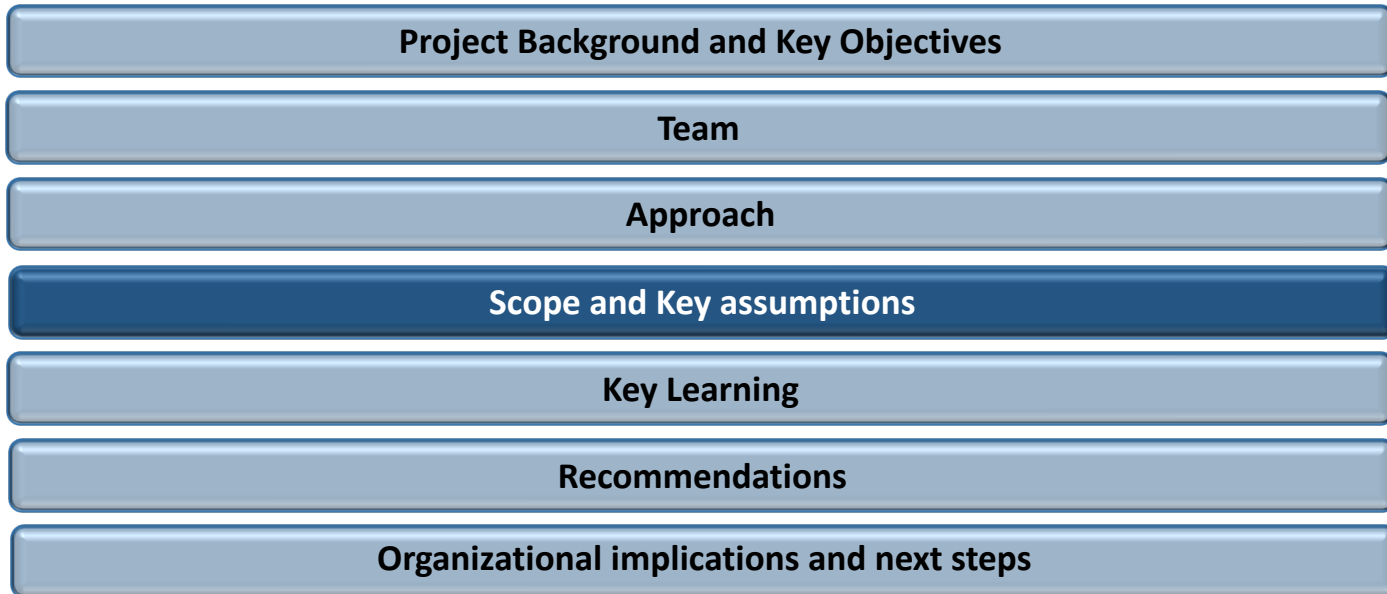 Project Background and Key Objectives
Team
Approach
Scope and Key assumptions
Key Learning
Recommendations
Organizational implications and next steps